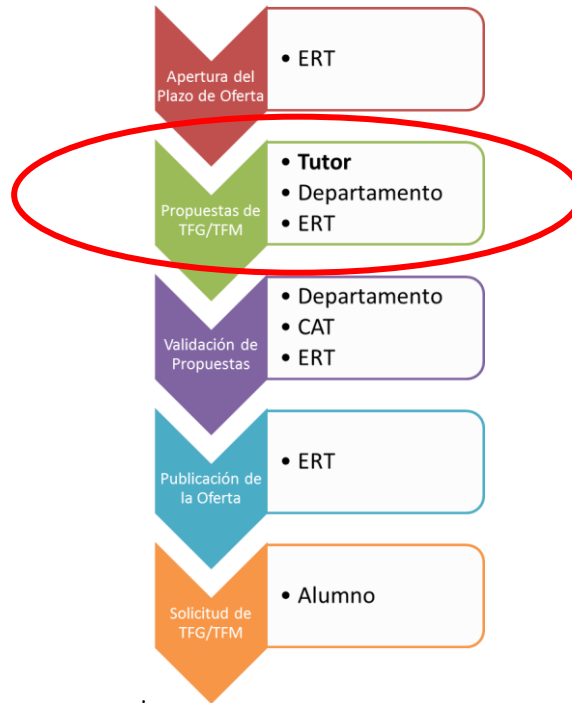 Apertura del
Plazo de Oferta
• ERT
Propuestas de
TFG/TFM
• Tutor
• Departamento
• ERT
Validación de
Propuestas
• Departamento
• CAT
• ERT
Publicación de
la Oferta
• ERT
Solicitud de
TFG/TFM
• Alumno
.